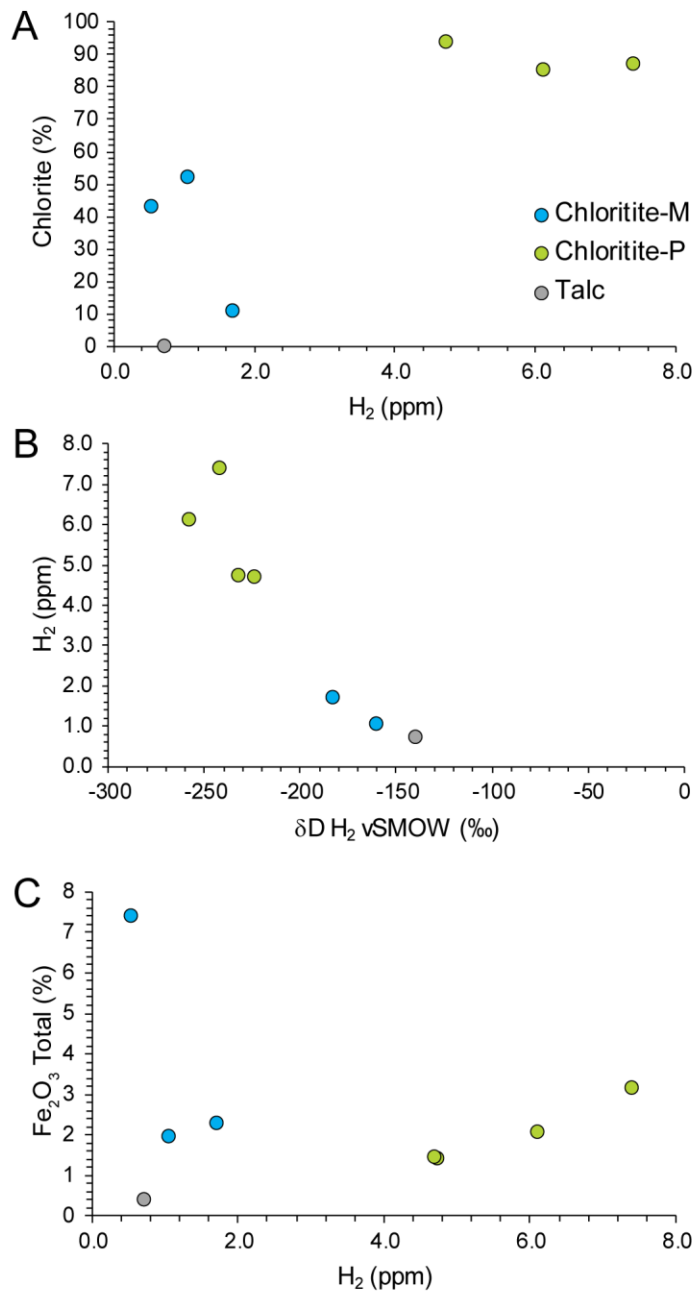 A
100
90
80
70
60
50
40
30
20
10
0
Chlorite (%)
Chloritite-M
Chloritite-P
Talc
0.0 2.0 4.0 6.0 8.0
H₂ (ppm)
B
8.0
7.0
6.0
5.0
4.0
3.0
2.0
1.0
0.0
H₂ (ppm)
-300 -250 -200 -150 -100 -50 0
δD H₂ vSMOW (‰)
C
8
7
6
5
4
3
2
1
0
Fe₂O₃ Total (%)
0.0 2.0 4.0 6.0 8.0
H₂ (ppm)